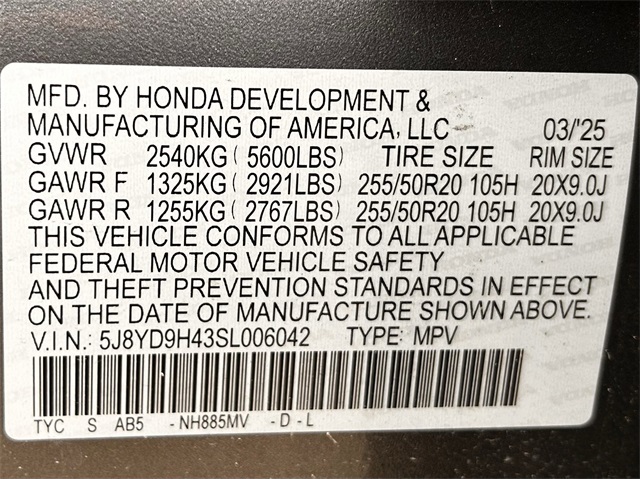 MFD. BY HONDA DEVELOPMENT &
MANUFACTURING OF AMERICA, LLC 03/'25
GVWR 2540KG ( 5600LBS) TIRE SIZE RIM SIZE
GAWR F 1325KG ( 2921LBS) 255/50R20 105H 20X9.0J
GAWR R 1255KG ( 2767LBS) 255/50R20 105H 20X9.0J
THIS VEHICLE CONFORMS TO ALL APPLICABLE
FEDERAL MOTOR VEHICLE SAFETY
AND THEFT PREVENTION STANDARDS IN EFFECT
ON THE DATE OF MANUFACTURE SHOWN ABOVE.
V.I.N.: 5J8YD9H43SL006042 TYPE: MPV
TYC S AB5 - NH885MV - D - L